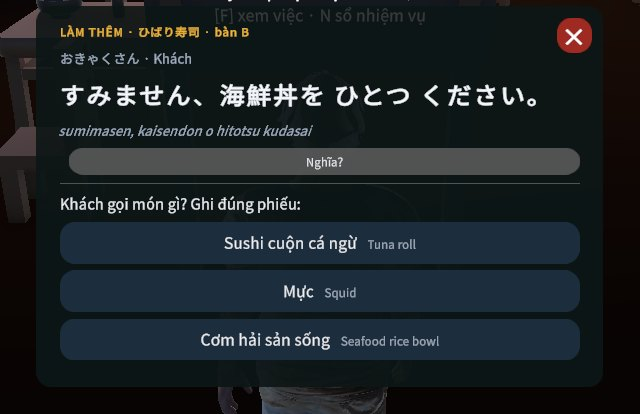 [F] xem việc · N sổ nhiệm vụ
LÀM THÊM · ひばり寿司 · bàn B
おきゃくさん · Khách
すみません、海鮮丼を ひとつ ください。
sumimasen, kaisendon o hitotsu kudasai
Nghĩa?
Khách gọi món gì? Ghi đúng phiếu:
Sushi cuộn cá ngừ Tuna roll
Mực Squid
Cơm hải sản sống Seafood rice bowl